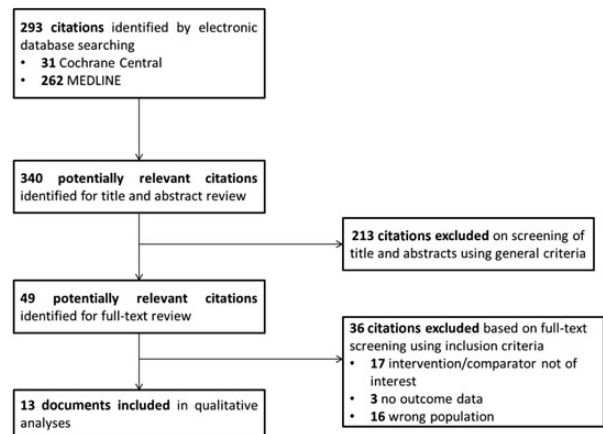 293 citations identified by electronic
database searching
• 31 Cochrane Central
• 262 MEDLINE
340 potentially relevant citations
identified for title and abstract review
213 citations excluded on screening of
title and abstracts using general criteria
49 potentially relevant citations
identified for full-text review
36 citations excluded based on full-text
screening using inclusion criteria
• 17 intervention/comparator not of
interest
• 3 no outcome data
• 16 wrong population
13 documents included in qualitative
analyses